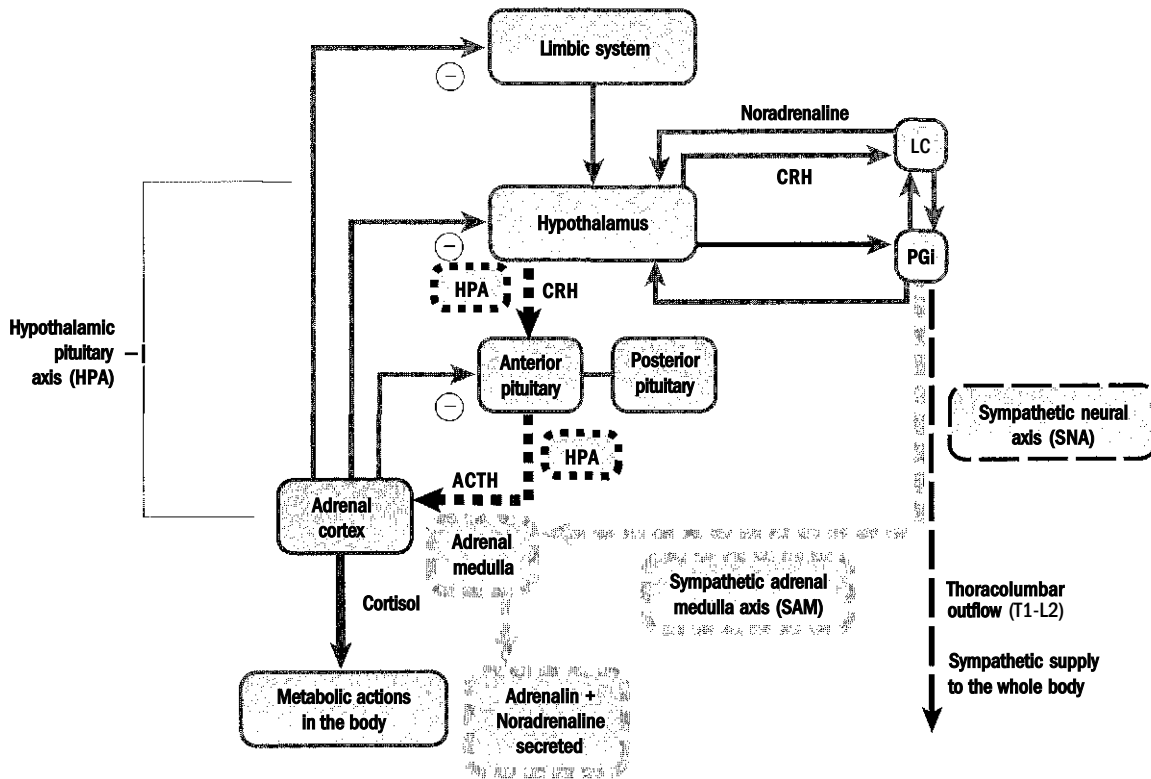 Limbic system
−
Noradrenaline
LC
CRH
Hypothalamus
PGi
−
HPA
CRH
Hypothalamic
pituitary
axis (HPA)
Anterior
pituitary
Posterior
pituitary
−
Sympathetic neural
axis (SNA)
HPA
ACTH
Adrenal
cortex
Adrenal
medulla
Sympathetic adrenal
medulla axis (SAM)
Thoracolumbar
outflow (T1-L2)
Cortisol
Sympathetic supply
to the whole body
Metabolic actions
in the body
Adrenalin +
Noradrenaline
secreted